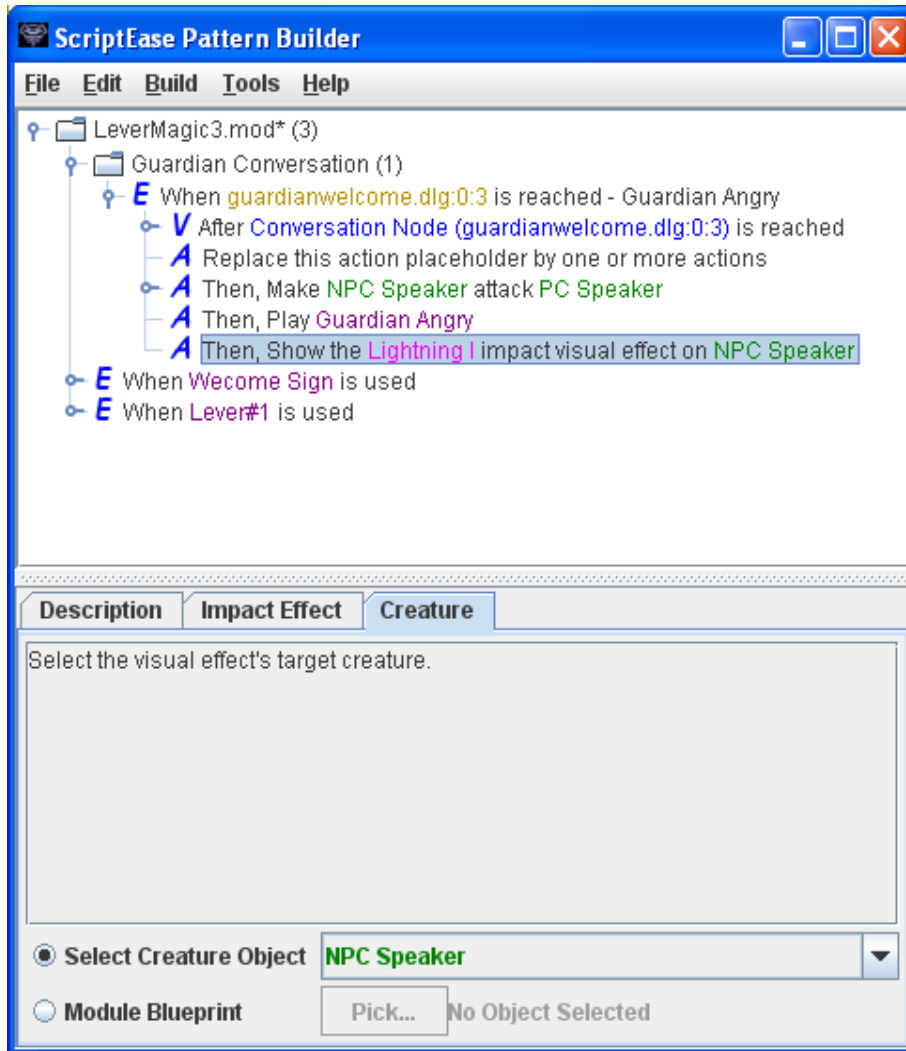 ScriptEase Pattern Builder
File Edit Build Tools Help
LeverMagic3.mod* (3)
Guardian Conversation (1)
E When guardianwelcome.dlg:0:3 is reached - Guardian Angry
V After Conversation Node (guardianwelcome.dlg:0:3) is reached
A Replace this action placeholder by one or more actions
A Then, Make NPC Speaker attack PC Speaker
A Then, Play Guardian Angry
A Then, Show the Lightning I impact visual effect on NPC Speaker
E When Wecome Sign is used
E When Lever#1 is used
Description Impact Effect Creature
Select the visual effect's target creature.
Select Creature Object NPC Speaker
Module Blueprint Pick... No Object Selected